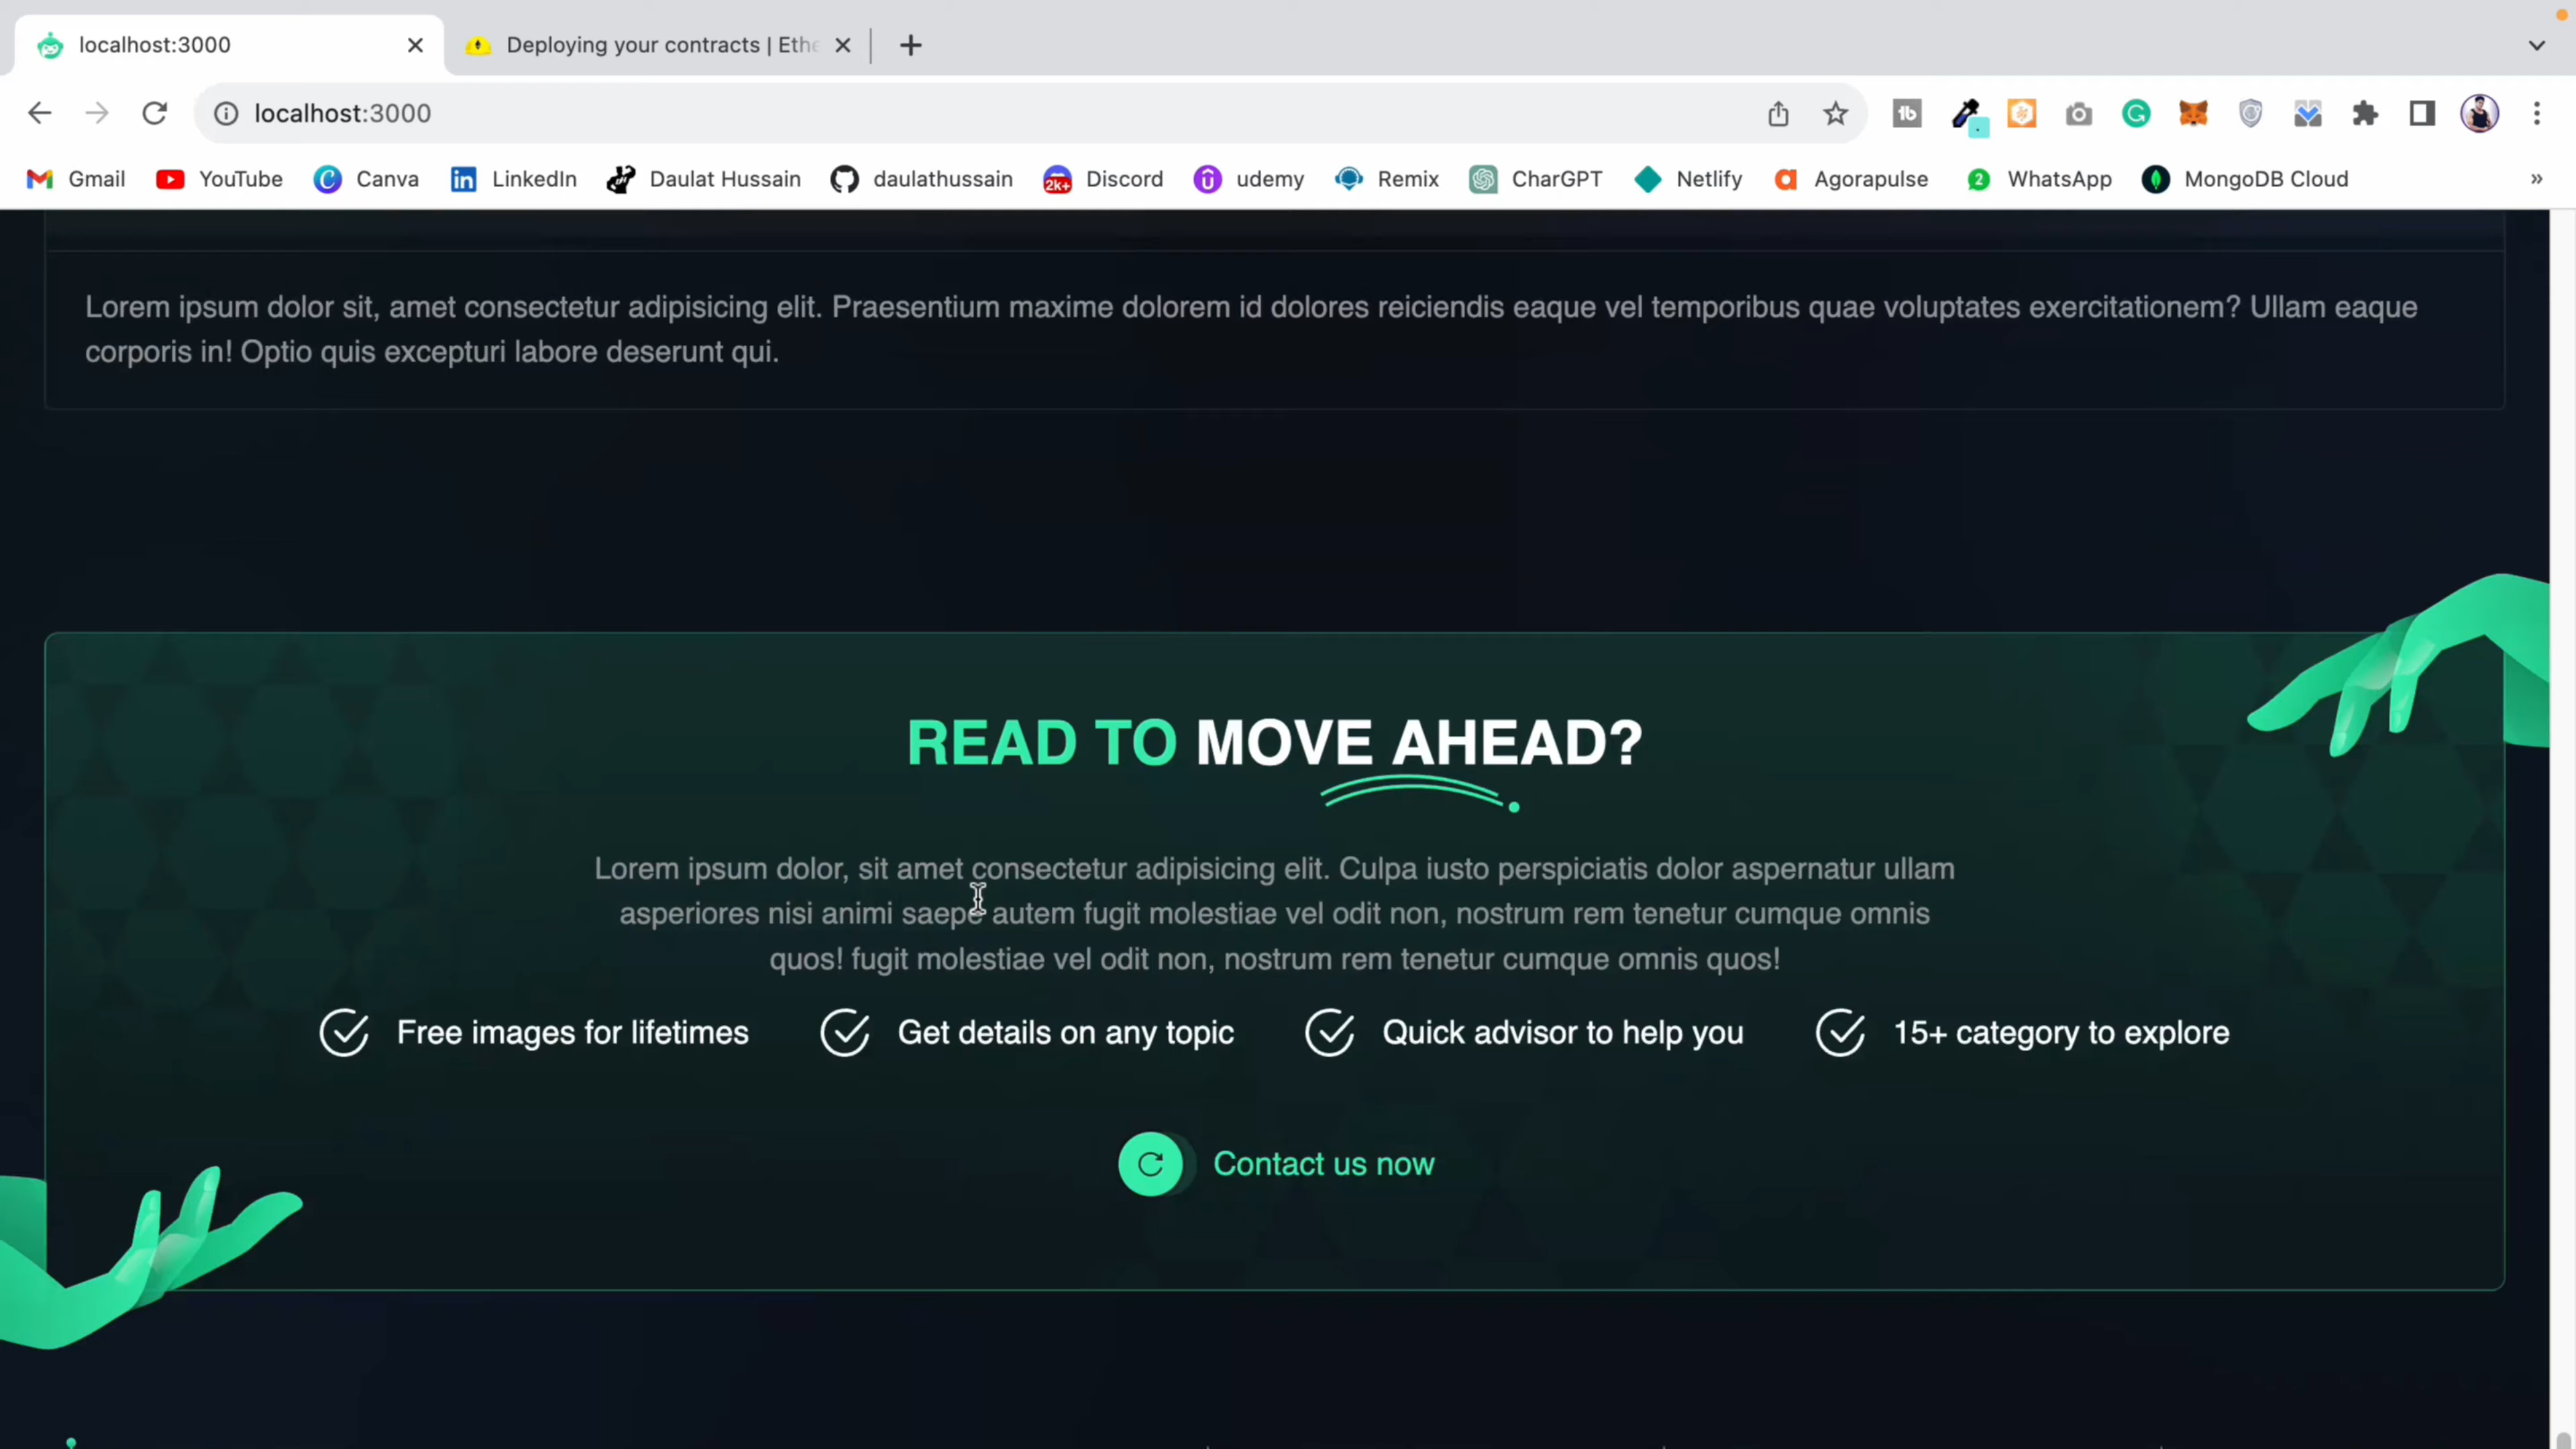 localhost:3000
Deploying your contracts | Ethe
localhost:3000
Gmail YouTube Canva LinkedIn Daulat Hussain daulathussain 2k+ Discord udemy Remix CharGPT Netlify Agorapulse 2 WhatsApp MongoDB Cloud »
Lorem ipsum dolor sit, amet consectetur adipisicing elit. Praesentium maxime dolorem id dolores reiciendis eaque vel temporibus quae voluptates exercitationem? Ullam eaque
corporis in! Optio quis excepturi labore deserunt qui.
READ TO MOVE AHEAD?
Lorem ipsum dolor, sit amet consectetur adipisicing elit. Culpa iusto perspiciatis dolor aspernatur ullam
asperiores nisi animi saepe autem fugit molestiae vel odit non, nostrum rem tenetur cumque omnis
quos! fugit molestiae vel odit non, nostrum rem tenetur cumque omnis quos!
Free images for lifetimes Get details on any topic Quick advisor to help you 15+ category to explore
Contact us now